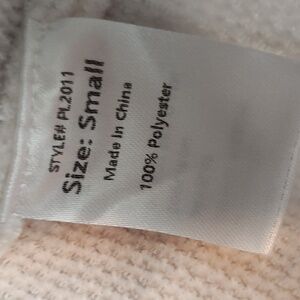 STYLE# PL2011
Size: Small
Made In China
100% Polyester